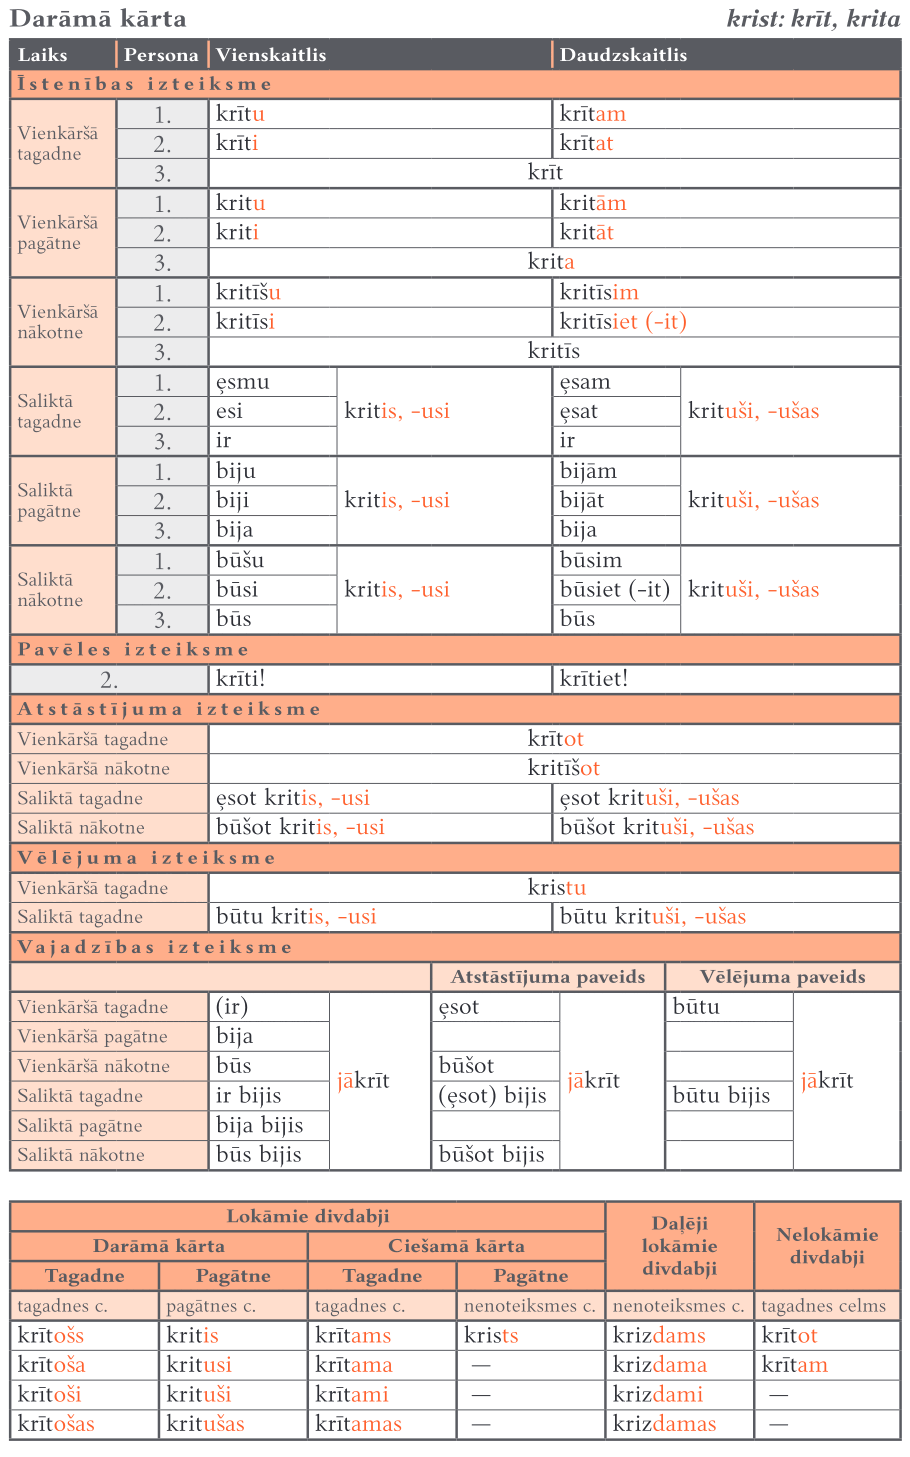 Darāmā kārta krist: krīt, krita
Laiks Persona Vienskaitlis Daudzskaitlis
Īstenības izteiksme
Vienkāršā tagadne
1. krītu krītam
2. krīti krītat
3. krīt
Vienkāršā pagātne
1. kritu kritām
2. kriti kritāt
3. krita
Vienkāršā nākotne
1. kritīšu kritīsim
2. kritīsi kritīsiet (-it)
3. kritīs
Saliktā tagadne
1. ȩsmu ȩsam
2. esi kritis, -usi ȩsat krituši, -ušas
3. ir ir
Saliktā pagātne
1. biju bijām
2. biji kritis, -usi bijāt krituši, -ušas
3. bija bija
Saliktā nākotne
1. būšu būsim
2. būsi kritis, -usi būsiet (-it) krituši, -ušas
3. būs būs
Pavēles izteiksme
2. krīti! krītiet!
Atstāstījuma izteiksme
Vienkāršā tagadne krītot
Vienkāršā nākotne kritīšot
Saliktā tagadne ȩsot kritis, -usi ȩsot krituši, -ušas
Saliktā nākotne būšot kritis, -usi būšot krituši, -ušas
Vēlējuma izteiksme
Vienkāršā tagadne kristu
Saliktā tagadne būtu kritis, -usi būtu krituši, -ušas
Vajadzības izteiksme
Atstāstījuma paveids Vēlējuma paveids
Vienkāršā tagadne (ir) ȩsot būtu
Vienkāršā pagātne bija
Vienkāršā nākotne būs būšot
jākrīt jākrīt jākrīt
Saliktā tagadne ir bijis (ȩsot) bijis būtu bijis
Saliktā pagātne bija bijis
Saliktā nākotne būs bijis būšot bijis
Lokāmie divdabji Daļēji lokāmie divdabji Nelokāmie divdabji
Darāmā kārta Ciešamā kārta
Tagadne Pagātne Tagadne Pagātne
tagadnes c. pagātnes c. tagadnes c. nenoteiksmes c. nenoteiksmes c. tagadnes celms
krītošs kritis krītams krists krizdams krītot
krītoša kritusi krītama — krizdama krītam
krītoši krituši krītami — krizdami —
krītošas kritušas krītamas — krizdamas —